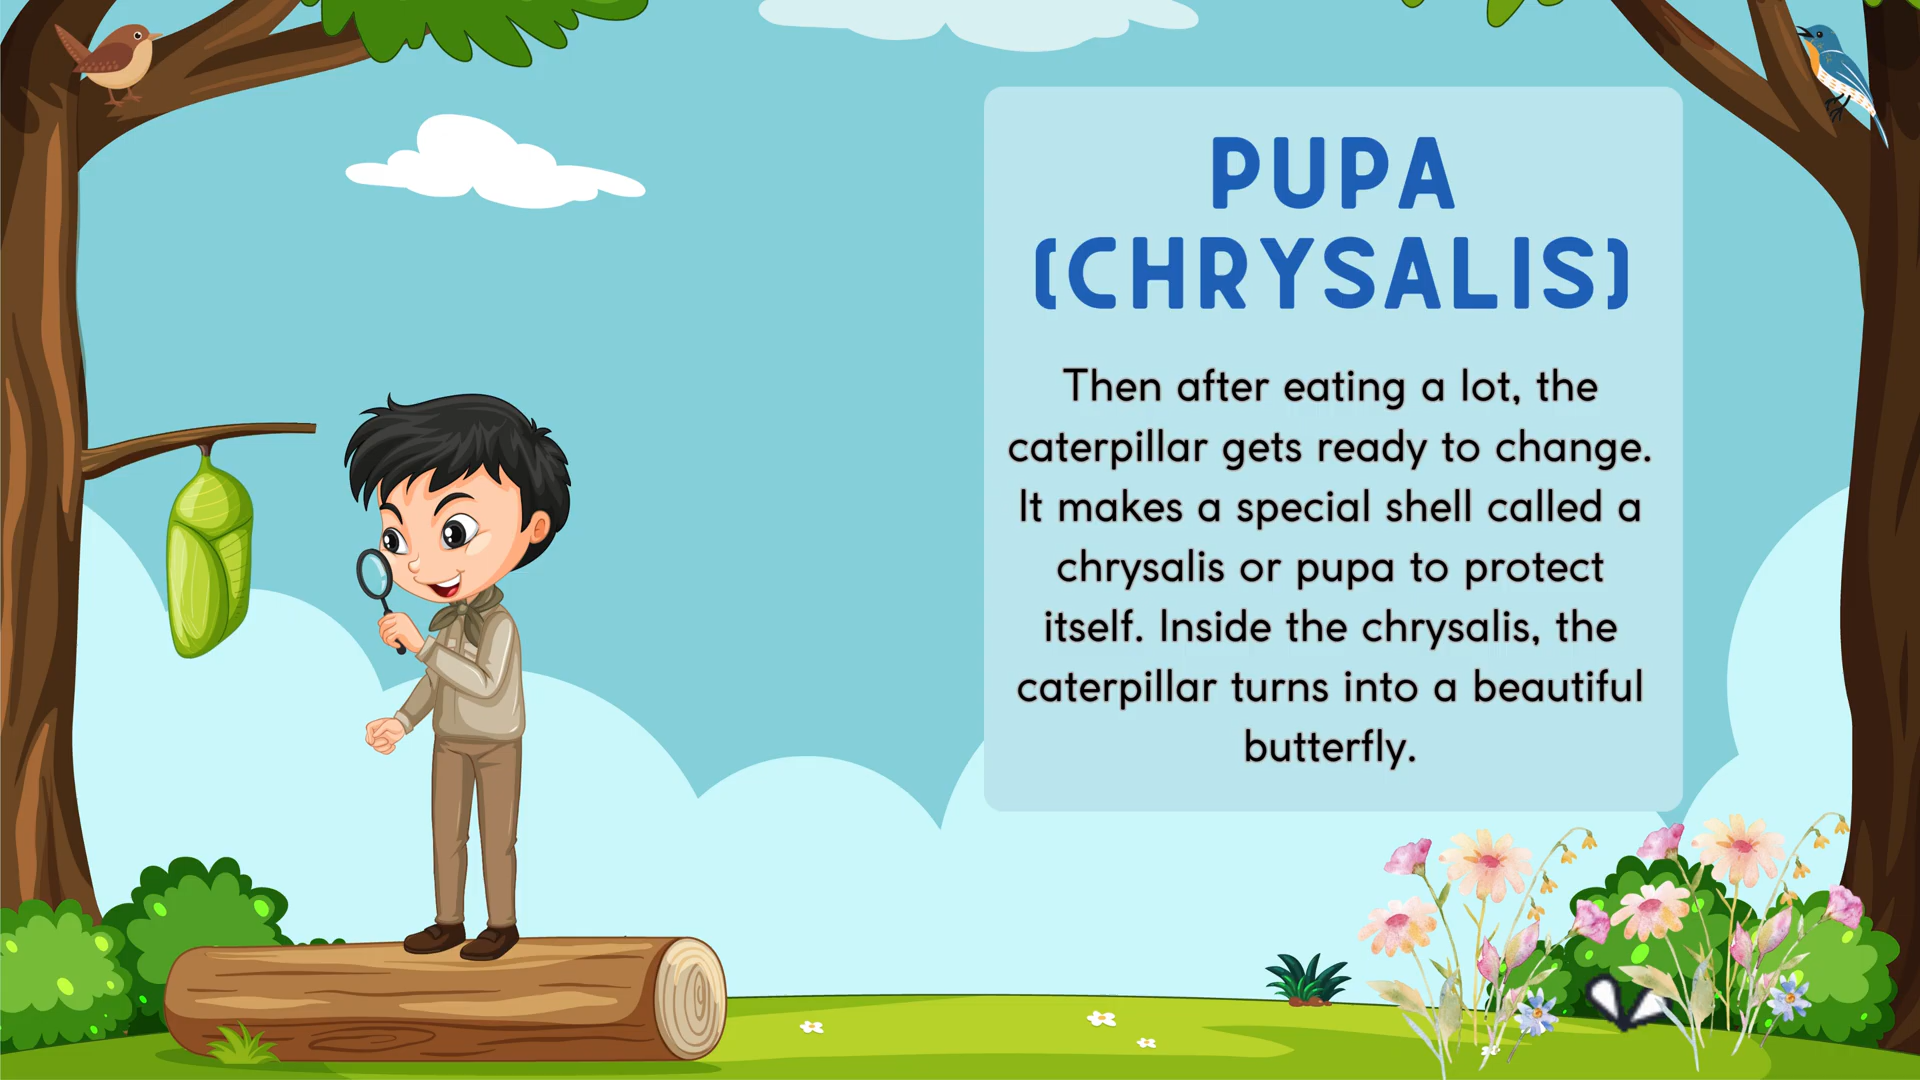 PUPA
(CHRYSALIS)
Then after eating a lot, the
caterpillar gets ready to change.
It makes a special shell called a
chrysalis or pupa to protect
itself. Inside the chrysalis, the
caterpillar turns into a beautiful
butterfly.